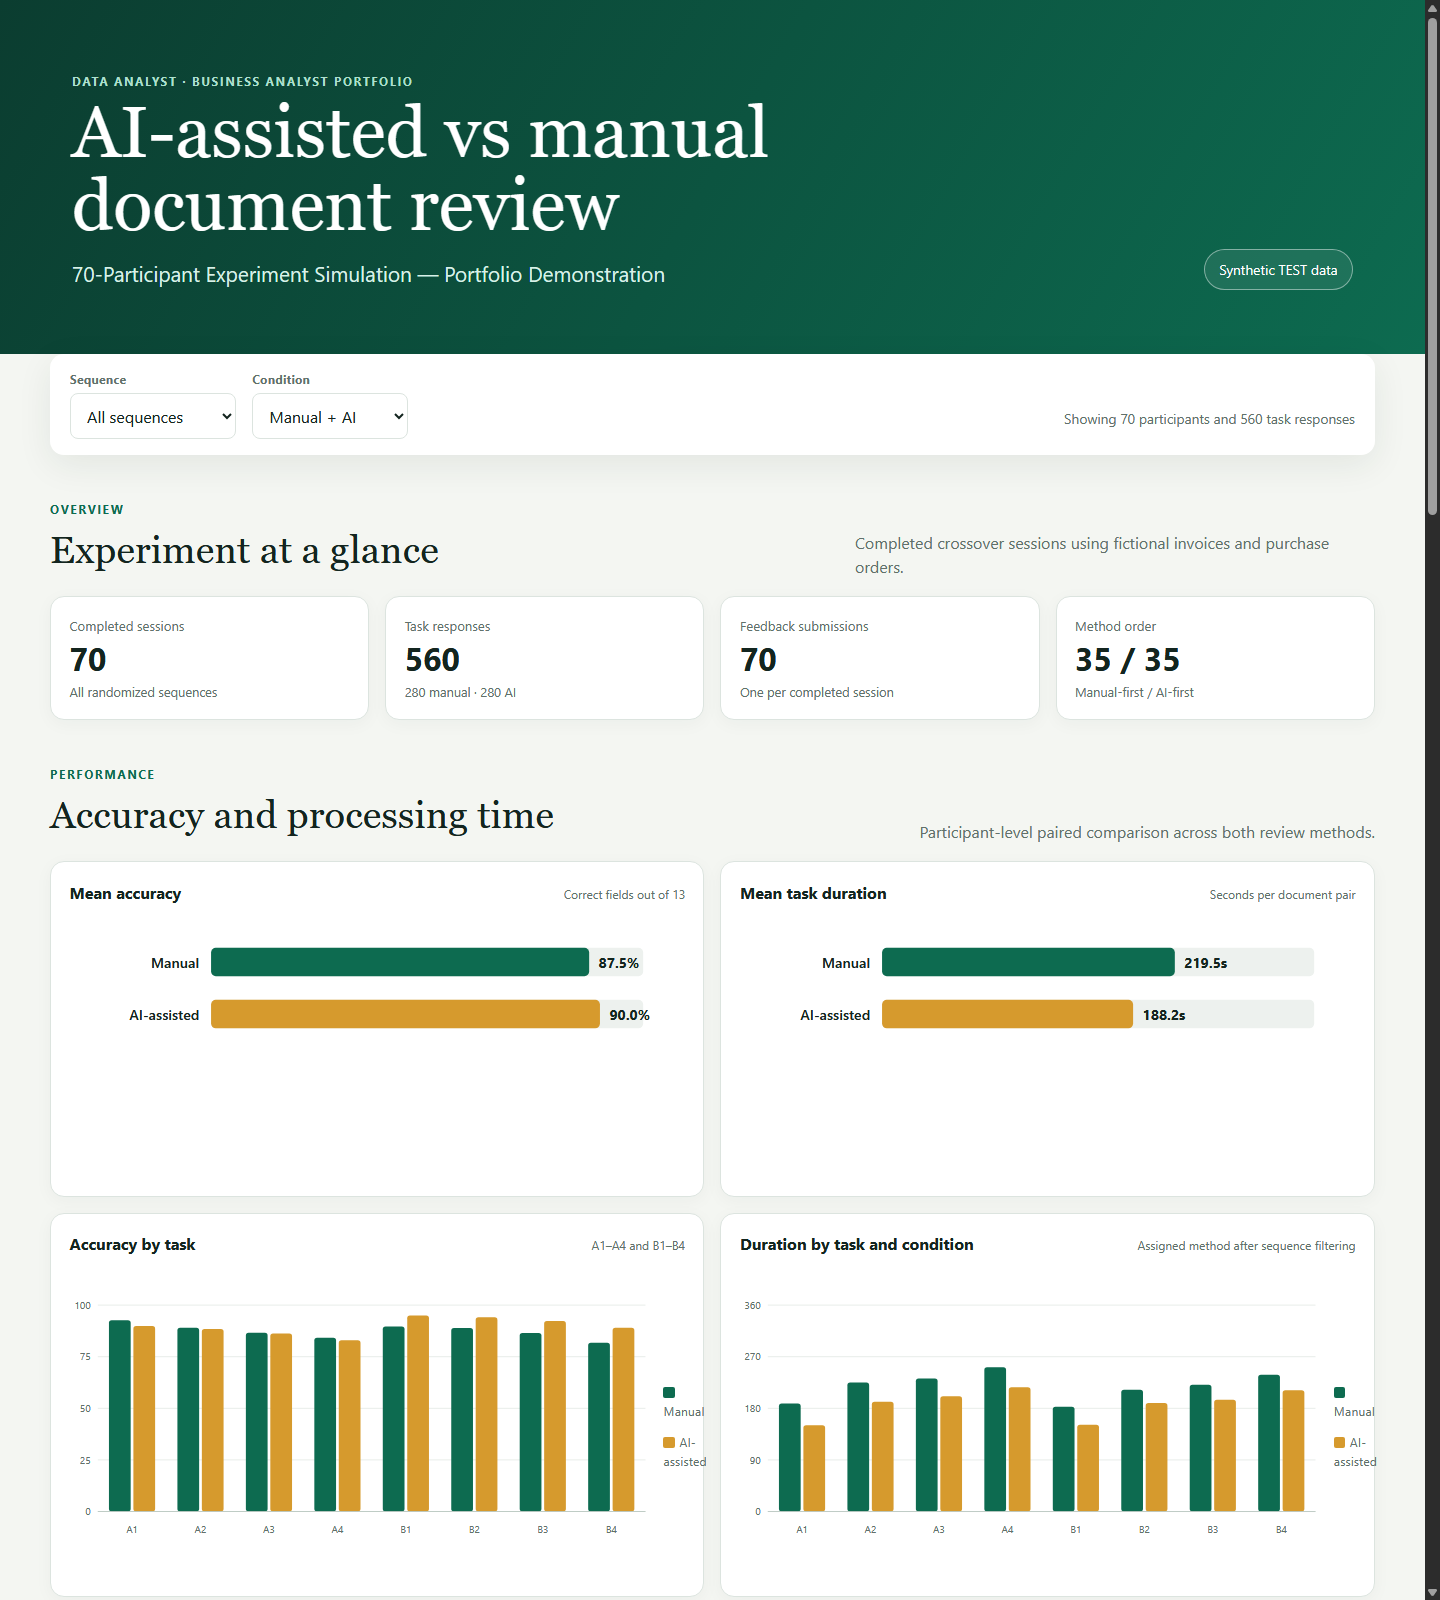 DATA ANALYST · BUSINESS ANALYST PORTFOLIO
AI-assisted vs manual
document review
70-Participant Experiment Simulation — Portfolio Demonstration
Synthetic TEST data
Sequence
Condition
All sequences
Manual + AI
Showing 70 participants and 560 task responses
OVERVIEW
Experiment at a glance
Completed crossover sessions using fictional invoices and purchase
orders.
Completed sessions
70
All randomized sequences
Task responses
560
280 manual · 280 AI
Feedback submissions
70
One per completed session
Method order
35 / 35
Manual-first / AI-first
PERFORMANCE
Accuracy and processing time
Participant-level paired comparison across both review methods.
Mean accuracy
Correct fields out of 13
Manual
87.5%
AI-assisted
90.0%
Mean task duration
Seconds per document pair
Manual
219.5s
AI-assisted
188.2s
Accuracy by task
A1–A4 and B1–B4
100
75
50
25
0
A1
A2
A3
A4
B1
B2
B3
B4
Manual
AI-
assisted
Duration by task and condition
Assigned method after sequence filtering
360
270
180
90
0
A1
A2
A3
A4
B1
B2
B3
B4
Manual
AI-
assisted